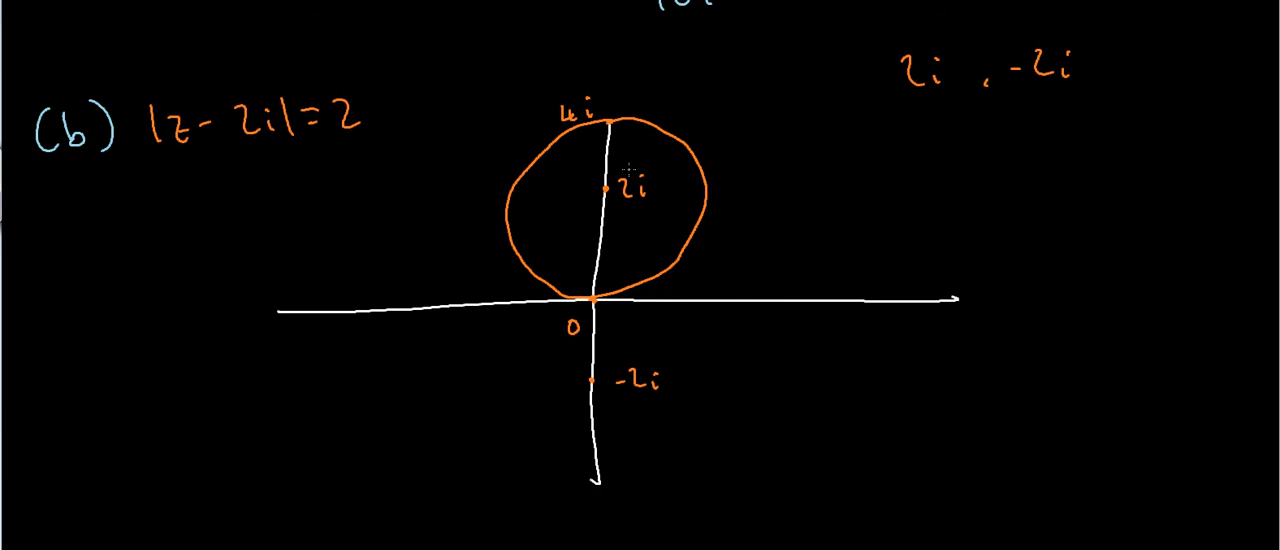 2i , -2i
(b) |z - 2i| = 2
4i
2i
0
-2i